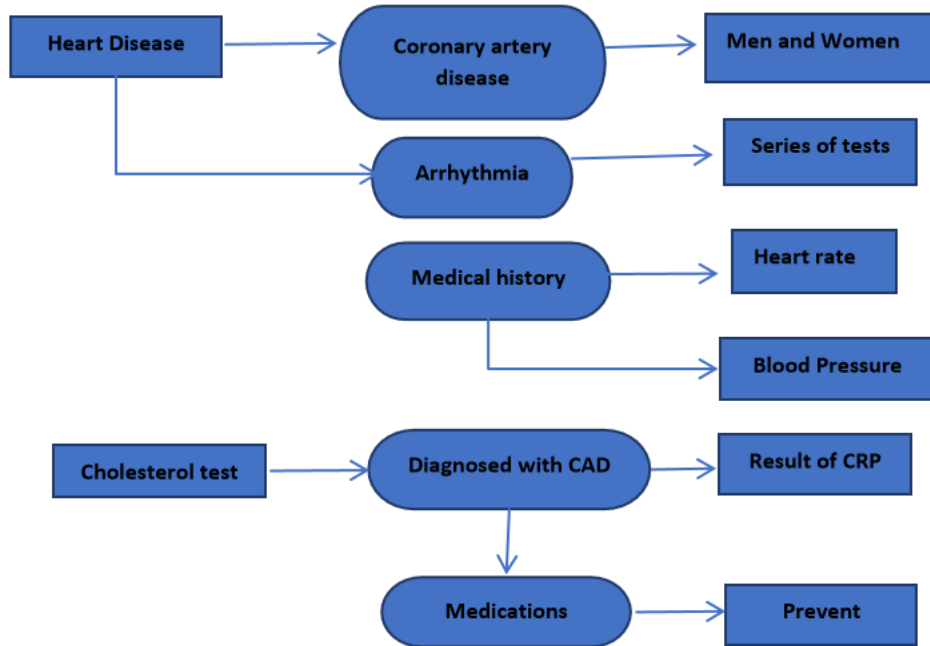 Heart Disease
Coronary artery
disease
Men and Women
Arrhythmia
Series of tests
Medical history
Heart rate
Blood Pressure
Cholesterol test
Diagnosed with CAD
Result of CRP
Medications
Prevent